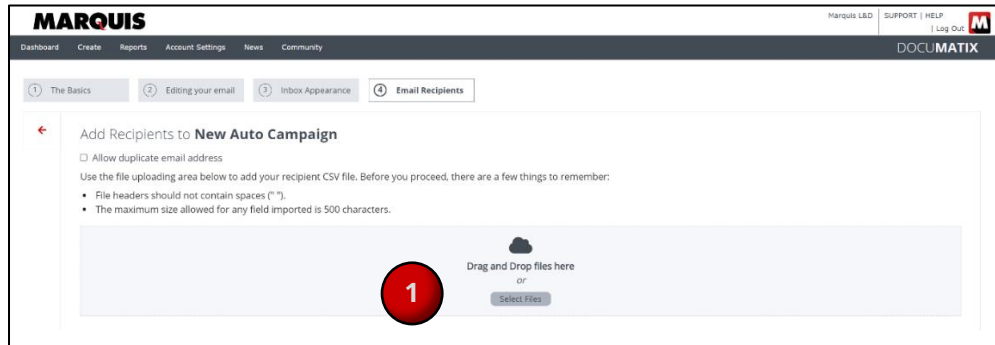 MARQUIS
Marquis L&D
SUPPORT | HELP
| Log Out
M
Dashboard Create Reports Account Settings News Community
DOCUMATIX
1 The Basics
2 Editing your email
3 Inbox Appearance
4 Email Recipients
Add Recipients to New Auto Campaign
Allow duplicate email address
Use the file uploading area below to add your recipient CSV file. Before you proceed, there are a few things to remember:
• File headers should not contain spaces (" ").
• The maximum size allowed for any field imported is 500 characters.
Drag and Drop files here
or
1
Select Files